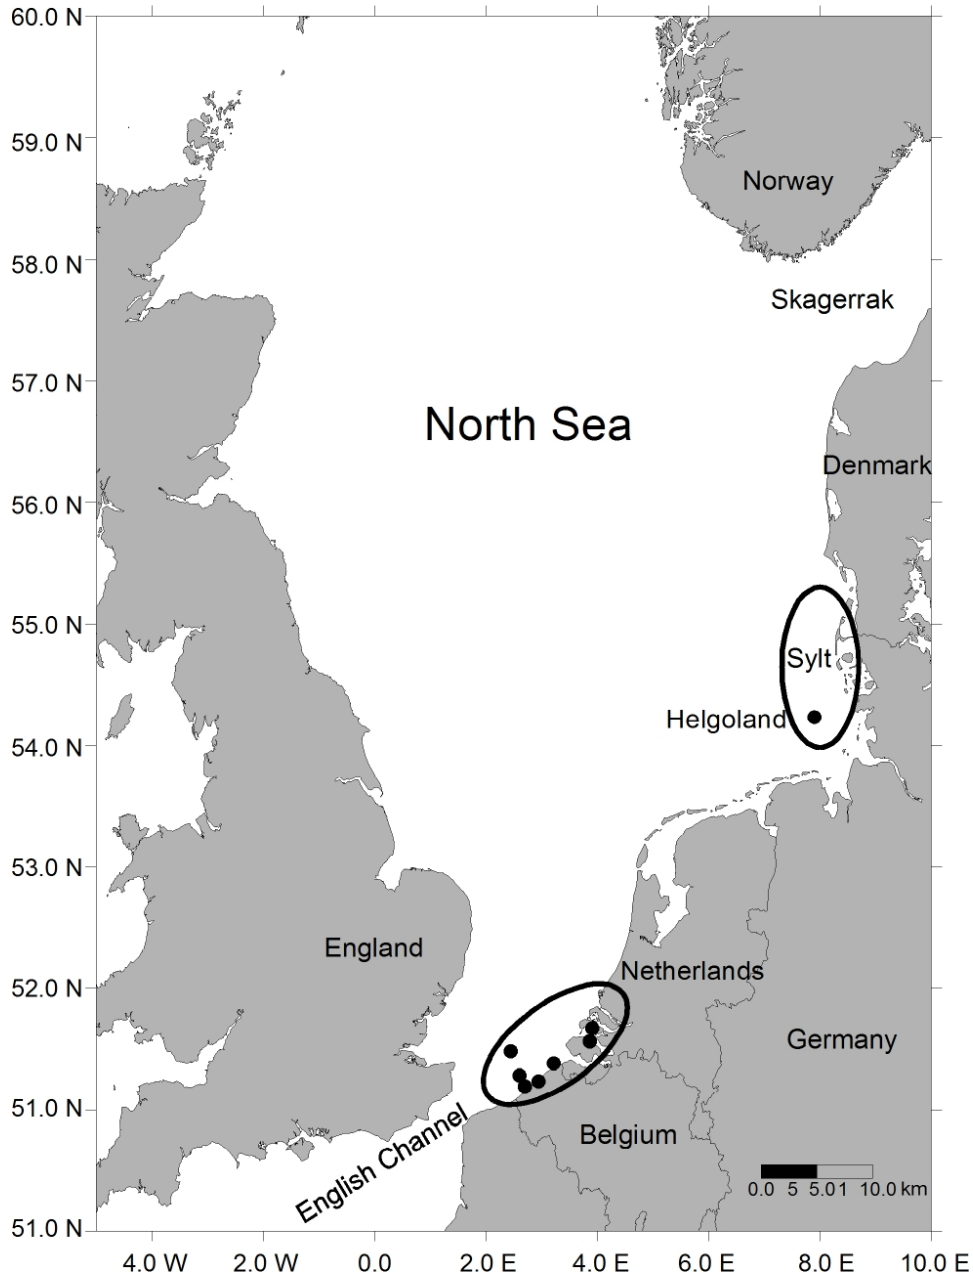 60.0 N
59.0 N
Norway
58.0 N
Skagerrak
57.0 N
North Sea
Denmark
56.0 N
55.0 N
Sylt
Helgoland
54.0 N
53.0 N
England
Netherlands
52.0 N
Germany
51.0 N
English Channel
Belgium
0.0 5 5.01 10.0 km
51.0 N
4.0 W 2.0 W 0.0 2.0 E 4.0 E 6.0 E 8.0 E 10.0 E